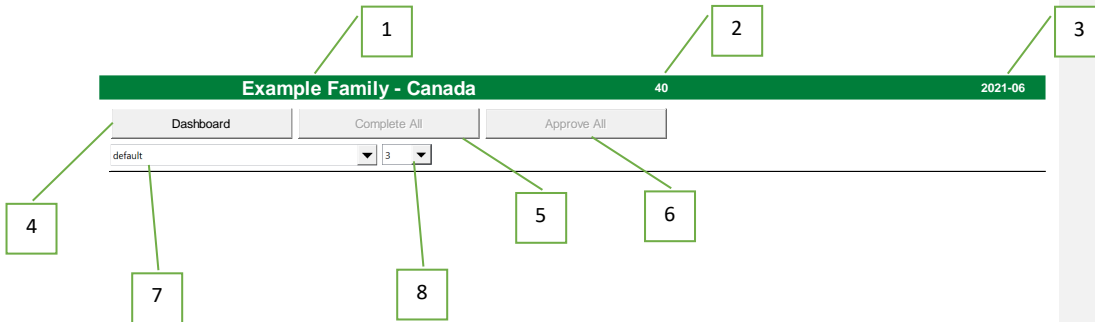 1 2 3
Example Family - Canada 40 2021-06
Dashboard Complete All Approve All
default 3
4 5 6
7 8